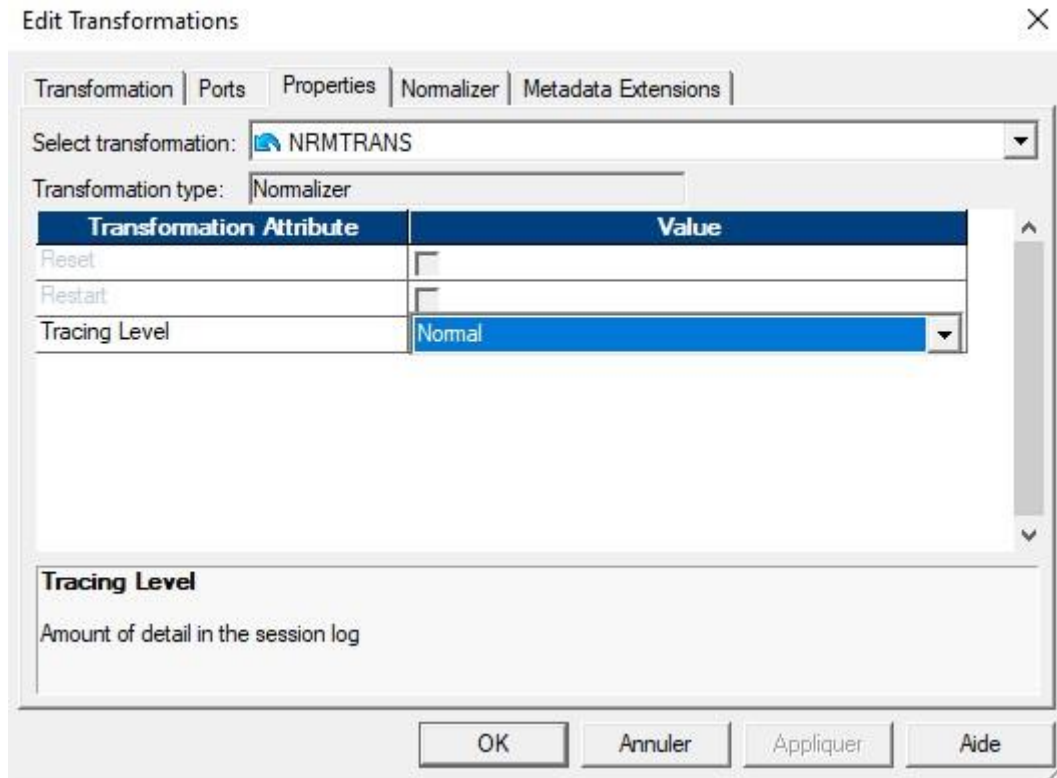 Edit Transformations
Transformation Ports Properties Normalizer Metadata Extensions
Select transformation: NRMTRANS
Transformation type: Normalizer
Transformation Attribute Value
Reset
Restart
Tracing Level Normal
Tracing Level
Amount of detail in the session log
OK Annuler Appliquer Aide